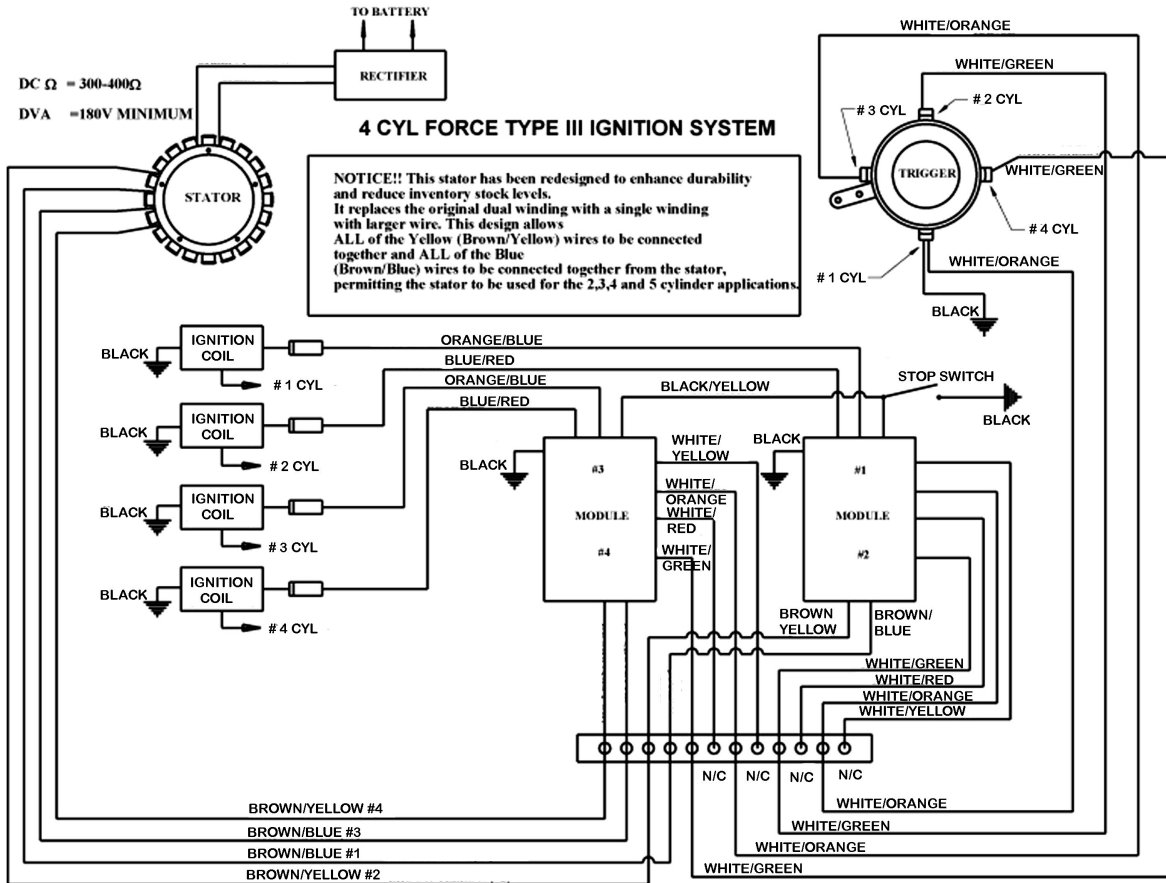 TO BATTERY
RECTIFIER
DC Ω = 300-400Ω
DVA =180V MINIMUM
STATOR
4 CYL FORCE TYPE III IGNITION SYSTEM
NOTICE!! This stator has been redesigned to enhance durability
and reduce inventory stock levels.
It replaces the original dual winding with a single winding
with larger wire. This design allows
ALL of the Yellow (Brown/Yellow) wires to be connected
together and ALL of the Blue
(Brown/Blue) wires to be connected together from the stator,
permitting the stator to be used for the 2,3,4 and 5 cylinder applications.
WHITE/ORANGE
WHITE/GREEN
# 3 CYL
# 2 CYL
TRIGGER
WHITE/GREEN
# 4 CYL
# 1 CYL
WHITE/ORANGE
BLACK
BLACK
IGNITION
COIL
# 1 CYL
BLACK
IGNITION
COIL
# 2 CYL
BLACK
IGNITION
COIL
# 3 CYL
BLACK
IGNITION
COIL
# 4 CYL
ORANGE/BLUE
BLUE/RED
ORANGE/BLUE
BLUE/RED
BLACK/YELLOW
STOP SWITCH
BLACK
BLACK
#3
MODULE
#4
WHITE/
YELLOW
WHITE/
ORANGE
WHITE/
RED
WHITE/
GREEN
BLACK
#1
MODULE
#2
BROWN
YELLOW
BROWN/
BLUE
WHITE/GREEN
WHITE/RED
WHITE/ORANGE
WHITE/YELLOW
N/C
N/C
N/C
N/C
BROWN/YELLOW #4
BROWN/BLUE #3
BROWN/BLUE #1
BROWN/YELLOW #2
WHITE/ORANGE
WHITE/GREEN
WHITE/ORANGE
WHITE/GREEN